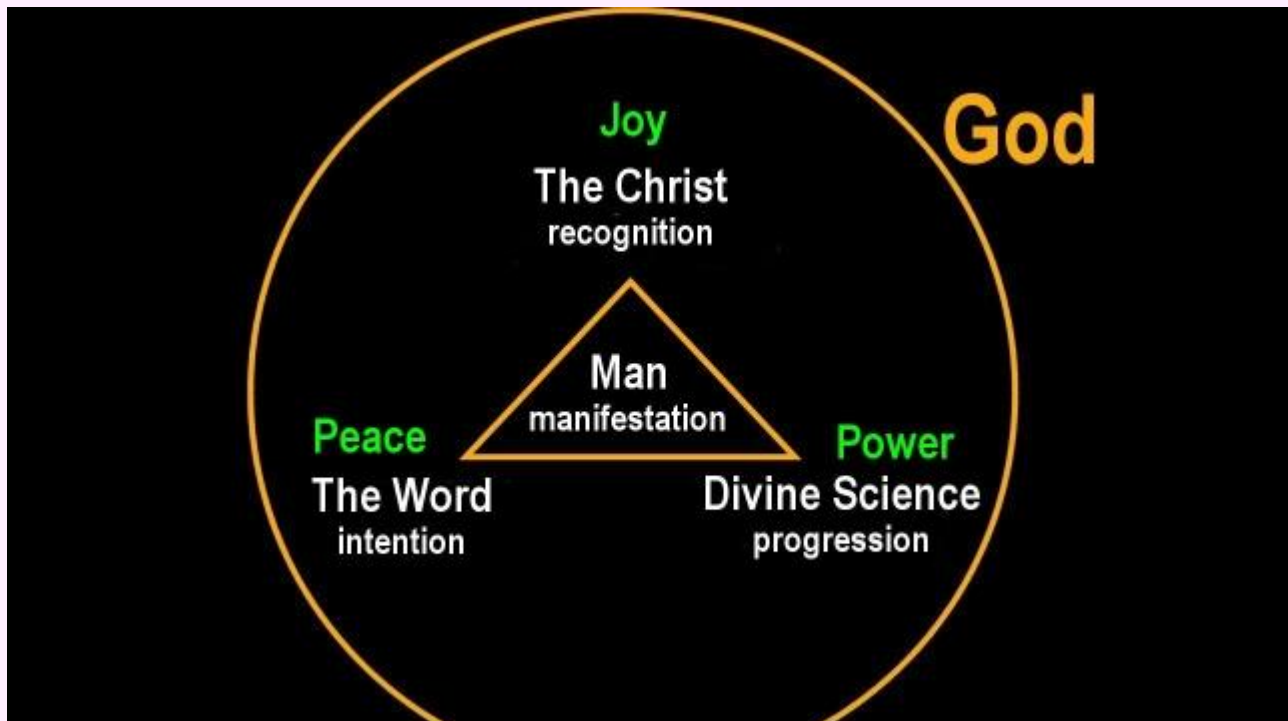 Joy
God
The Christ
recognition
Man
manifestation
Peace
Power
The Word
Divine Science
intention
progression